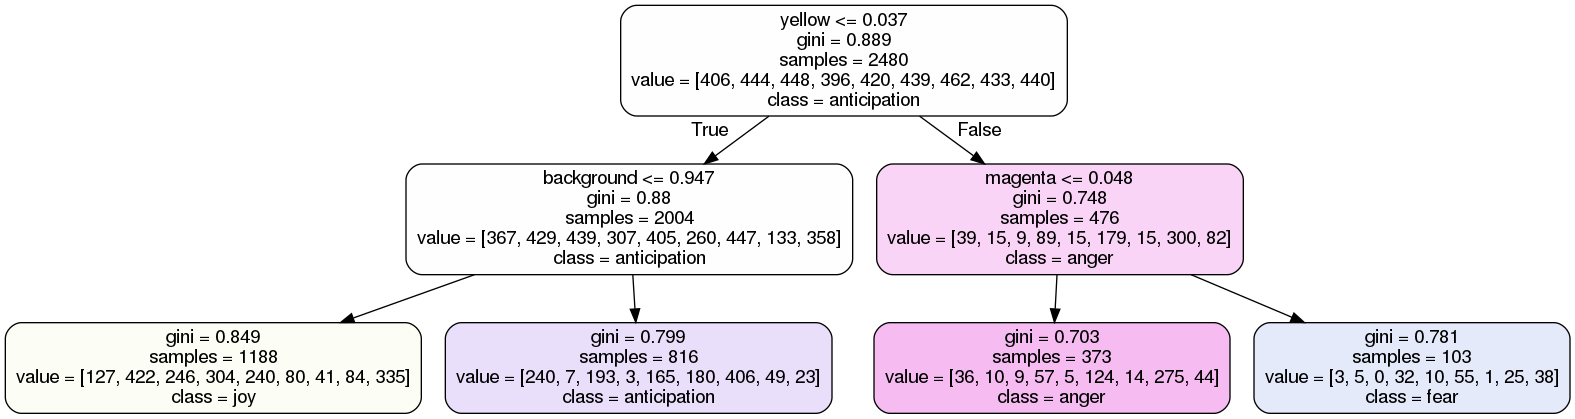 yellow <= 0.037
gini = 0.889
samples = 2480
value = [406, 444, 448, 396, 420, 439, 462, 433, 440]
class = anticipation
True
False
background <= 0.947
gini = 0.88
samples = 2004
value = [367, 429, 439, 307, 405, 260, 447, 133, 358]
class = anticipation
magenta <= 0.048
gini = 0.748
samples = 476
value = [39, 15, 9, 89, 15, 179, 15, 300, 82]
class = anger
gini = 0.849
samples = 1188
value = [127, 422, 246, 304, 240, 80, 41, 84, 335]
class = joy
gini = 0.799
samples = 816
value = [240, 7, 193, 3, 165, 180, 406, 49, 23]
class = anticipation
gini = 0.703
samples = 373
value = [36, 10, 9, 57, 5, 124, 14, 275, 44]
class = anger
gini = 0.781
samples = 103
value = [3, 5, 0, 32, 10, 55, 1, 25, 38]
class = fear